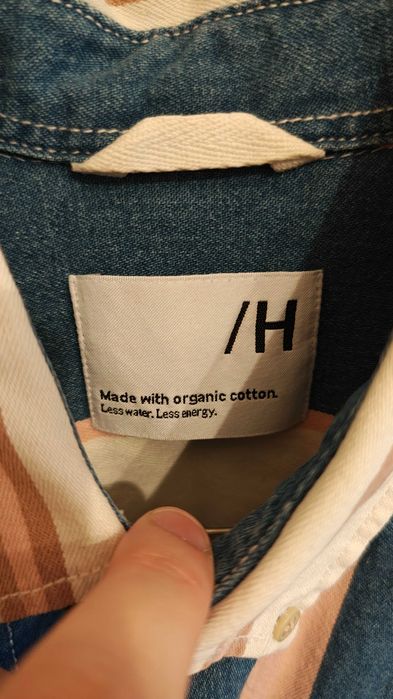 /H
Made with organic cotton.
Less water. Less energy.